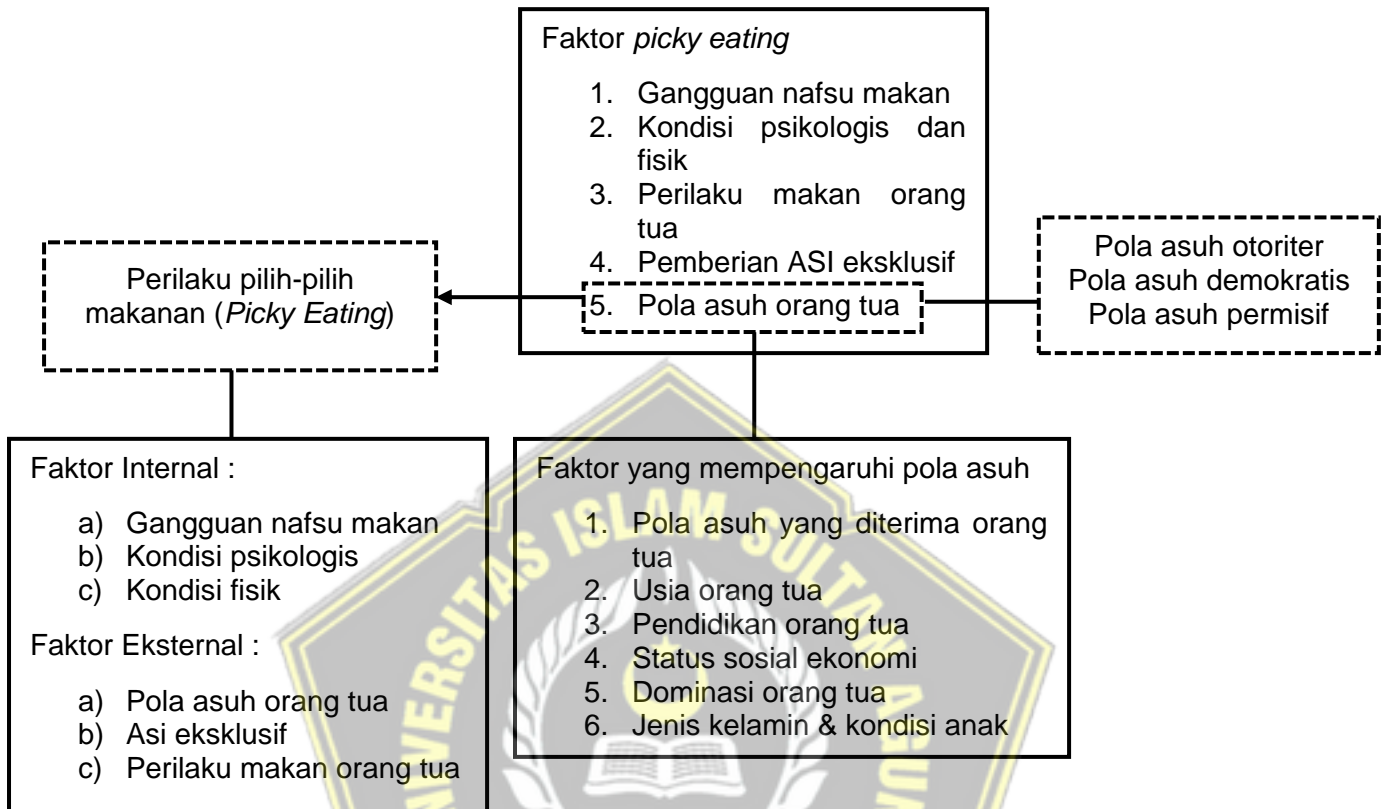 Faktor picky eating
1. Gangguan nafsu makan
2. Kondisi psikologis dan
fisik
3. Perilaku makan orang
tua
4. Pemberian ASI eksklusif
5. Pola asuh orang tua
Pola asuh otoriter
Pola asuh demokratis
Pola asuh permisif
Perilaku pilih-pilih
makanan (Picky Eating)
Faktor Internal :
a) Gangguan nafsu makan
b) Kondisi psikologis
c) Kondisi fisik
Faktor Eksternal :
a) Pola asuh orang tua
b) Asi eksklusif
c) Perilaku makan orang tua
Faktor yang mempengaruhi pola asuh
1. Pola asuh yang diterima orang
tua
2. Usia orang tua
3. Pendidikan orang tua
4. Status sosial ekonomi
5. Dominasi orang tua
6. Jenis kelamin & kondisi anak
ISLAM SULTAN